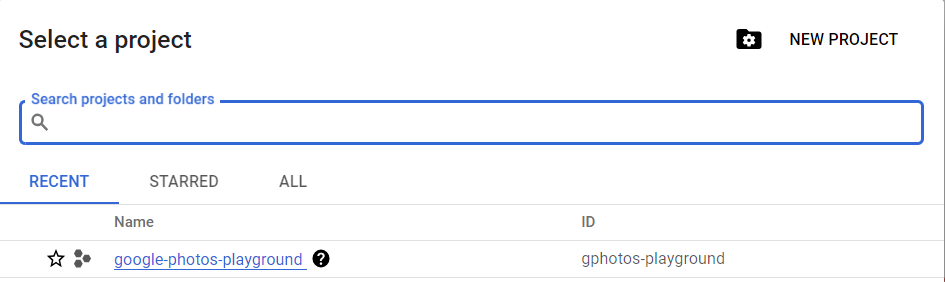 Select a project
NEW PROJECT
Search projects and folders
RECENT STARRED ALL
Name ID
google-photos-playground ? gphotos-playground